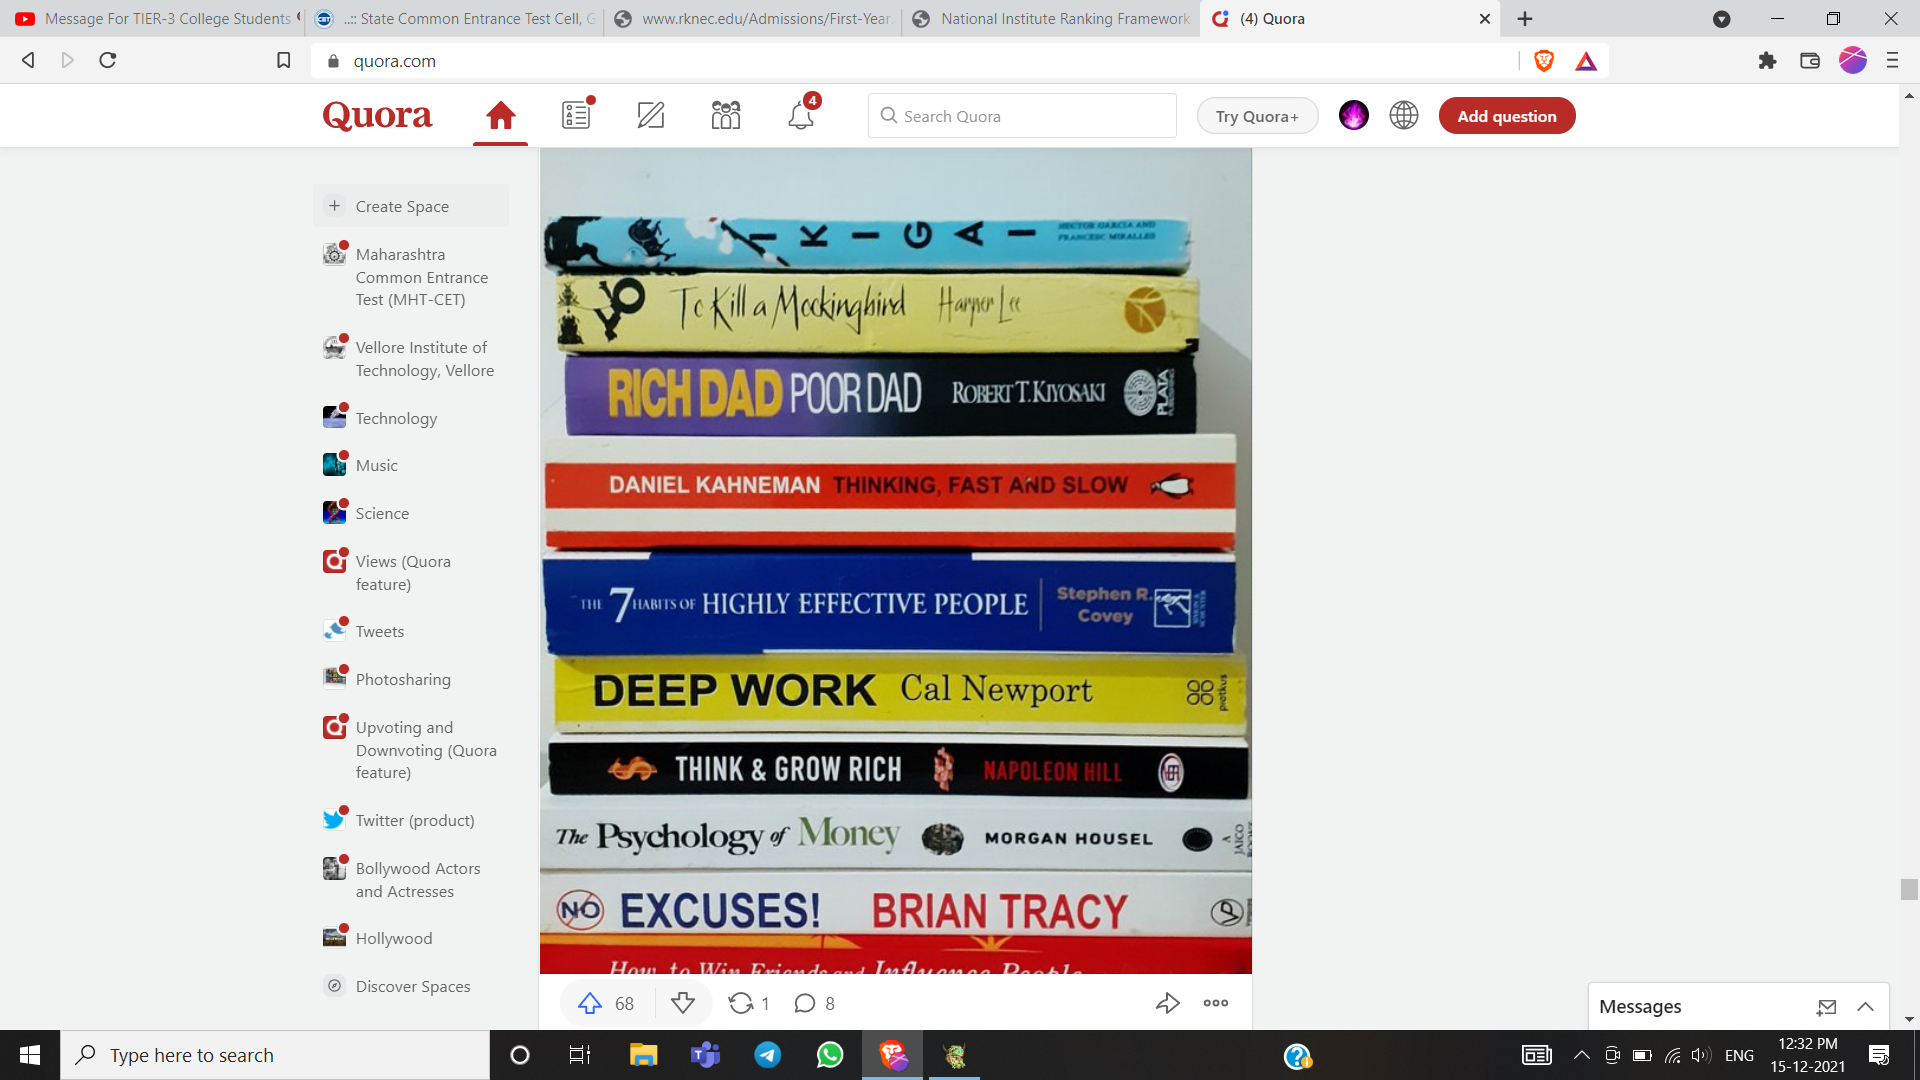 Message For TIER-3 College Students
..:: State Common Entrance Test Cell, G
www.rknec.edu/Admissions/First-Year
National Institute Ranking Framework
(4) Quora
quora.com
Quora
4
Search Quora
Try Quora+
Add question
Create Space
Maharashtra
Common Entrance
Test (MHT-CET)
Vellore Institute of
Technology, Vellore
Technology
Music
Science
Views (Quora
feature)
Tweets
Photosharing
Upvoting and
Downvoting (Quora
feature)
Twitter (product)
Bollywood Actors
and Actresses
Hollywood
Discover Spaces
IKIGAI HECTOR GARCIA AND
FRANCESC MIRALLES
To Kill a Mockingbird Harper Lee
RICH DAD POOR DAD ROBERT T. KIYOSAKI PLATA
PUBLISHING
DANIEL KAHNEMAN THINKING, FAST AND SLOW
THE 7 HABITS OF HIGHLY EFFECTIVE PEOPLE Stephen R.
Covey SIMON &
SCHUSTER
DEEP WORK Cal Newport piatkus
THINK & GROW RICH NAPOLEON HILL
The Psychology of Money MORGAN HOUSEL A
JAICO
BOOK
NO EXCUSES! BRIAN TRACY
How to Win Friends and Influence People
68
1
8
Messages
Type here to search
ENG
12:32 PM
15-12-2021